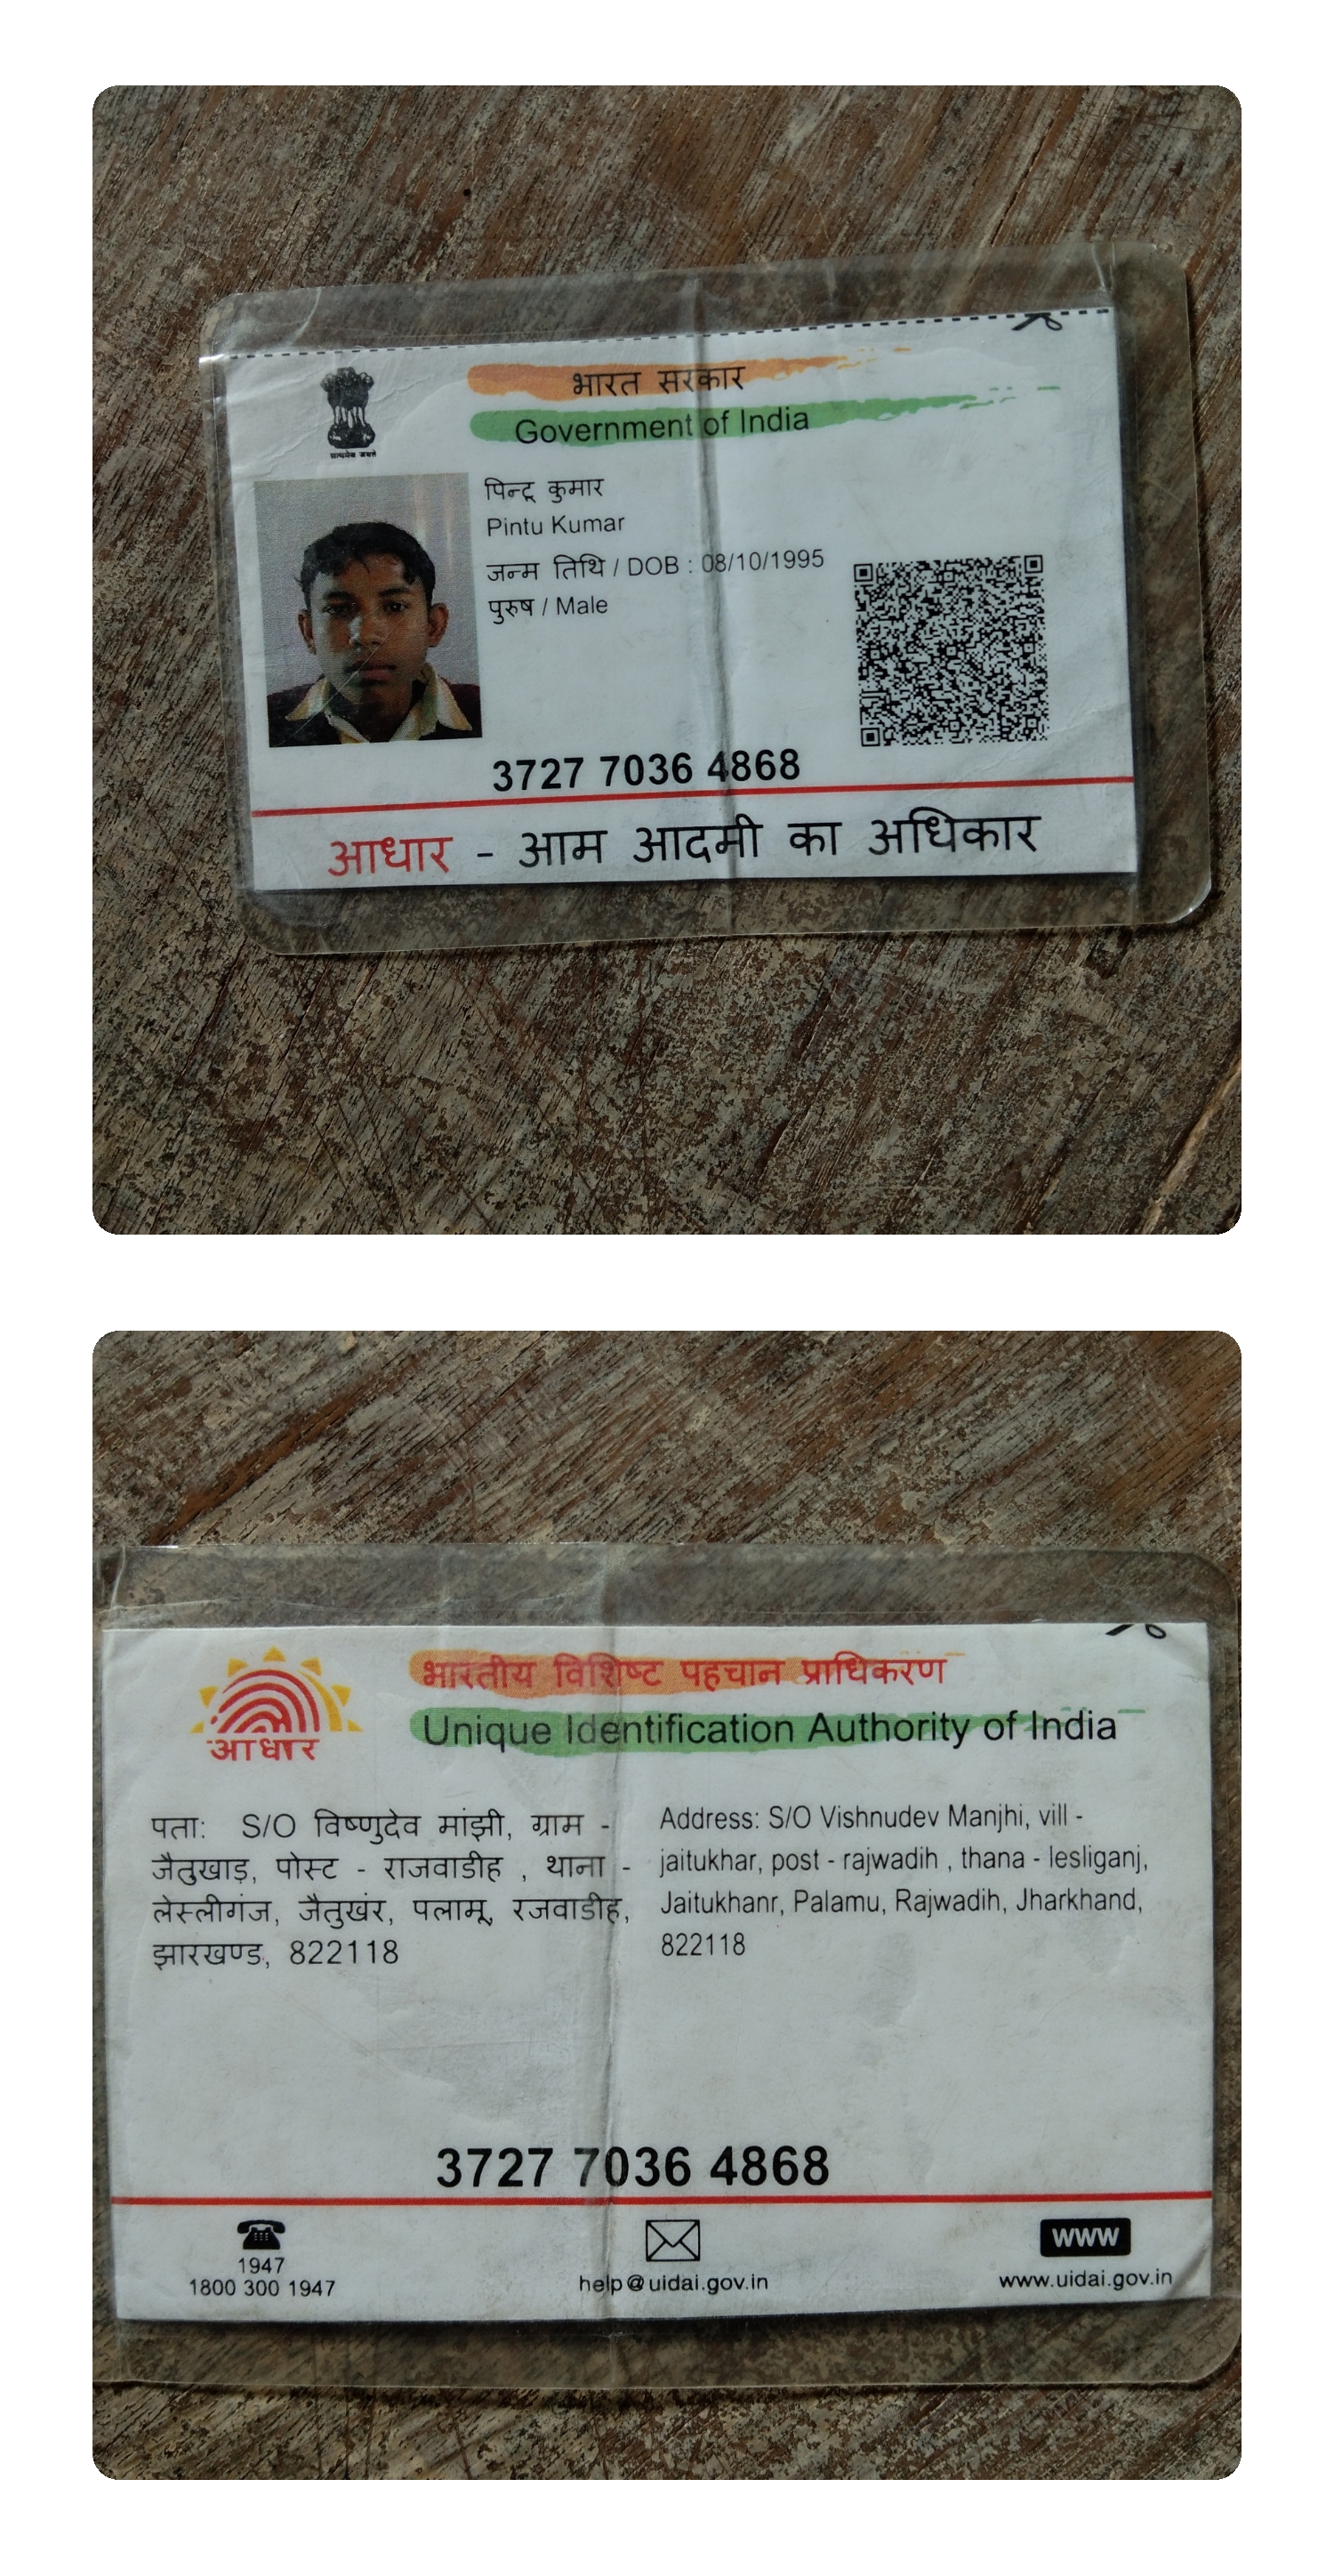 भारत सरकार
Government of India
पिन्टू कुमार
Pintu Kumar
जन्म तिथि / DOB : 08/10/1995
पुरुष / Male
3727 7036 4868
आधार - आम आदमी का अधिकार
भारतीय विशिष्ट पहचान प्राधिकरण
Unique Identification Authority of India
आधार
पता: S/O विष्णुदेव मांझी, ग्राम -
जैतुखाड़, पोस्ट - राजवाडीह , थाना -
लेस्लीगंज, जैतुखंर, पलामू, रजवाडीह,
झारखण्ड, 822118
Address: S/O Vishnudev Manjhi, vill -
jaitukhar, post - rajwadih , thana - lesliganj,
Jaitukhanr, Palamu, Rajwadih, Jharkhand,
822118
3727 7036 4868
1947
1800 300 1947
help@uidai.gov.in
WWW
www.uidai.gov.in